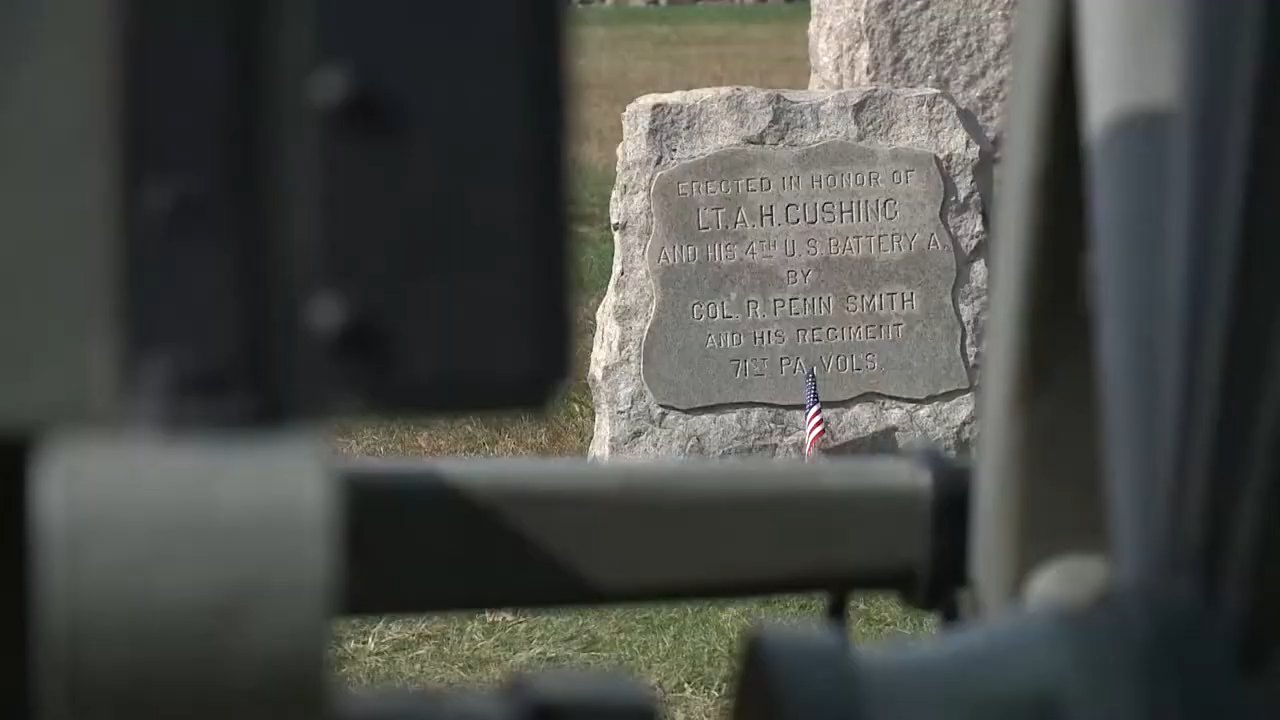 ERECTED IN HONOR OF
LT. A. H. CUSHING
AND HIS 4TH U. S. BATTERY A.
BY
COL. R. PENN SMITH
AND HIS REGIMENT
71ST PA. VOLS.